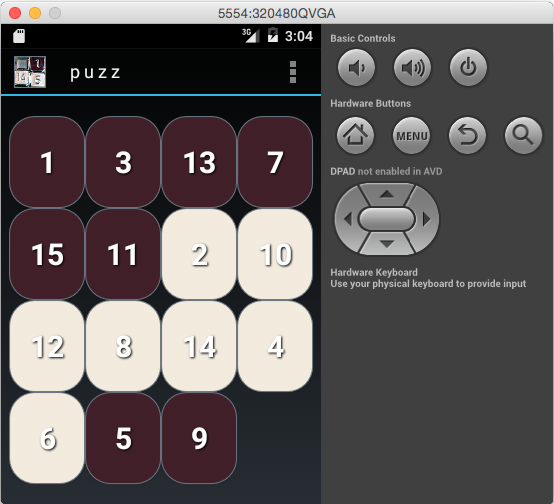 5554:320480QVGA
3G 3:04
puzz
1 3 13 7
15 11 2 10
12 8 14 4
6 5 9
Basic Controls
Hardware Buttons
MENU
DPAD not enabled in AVD
Hardware Keyboard
Use your physical keyboard to provide input